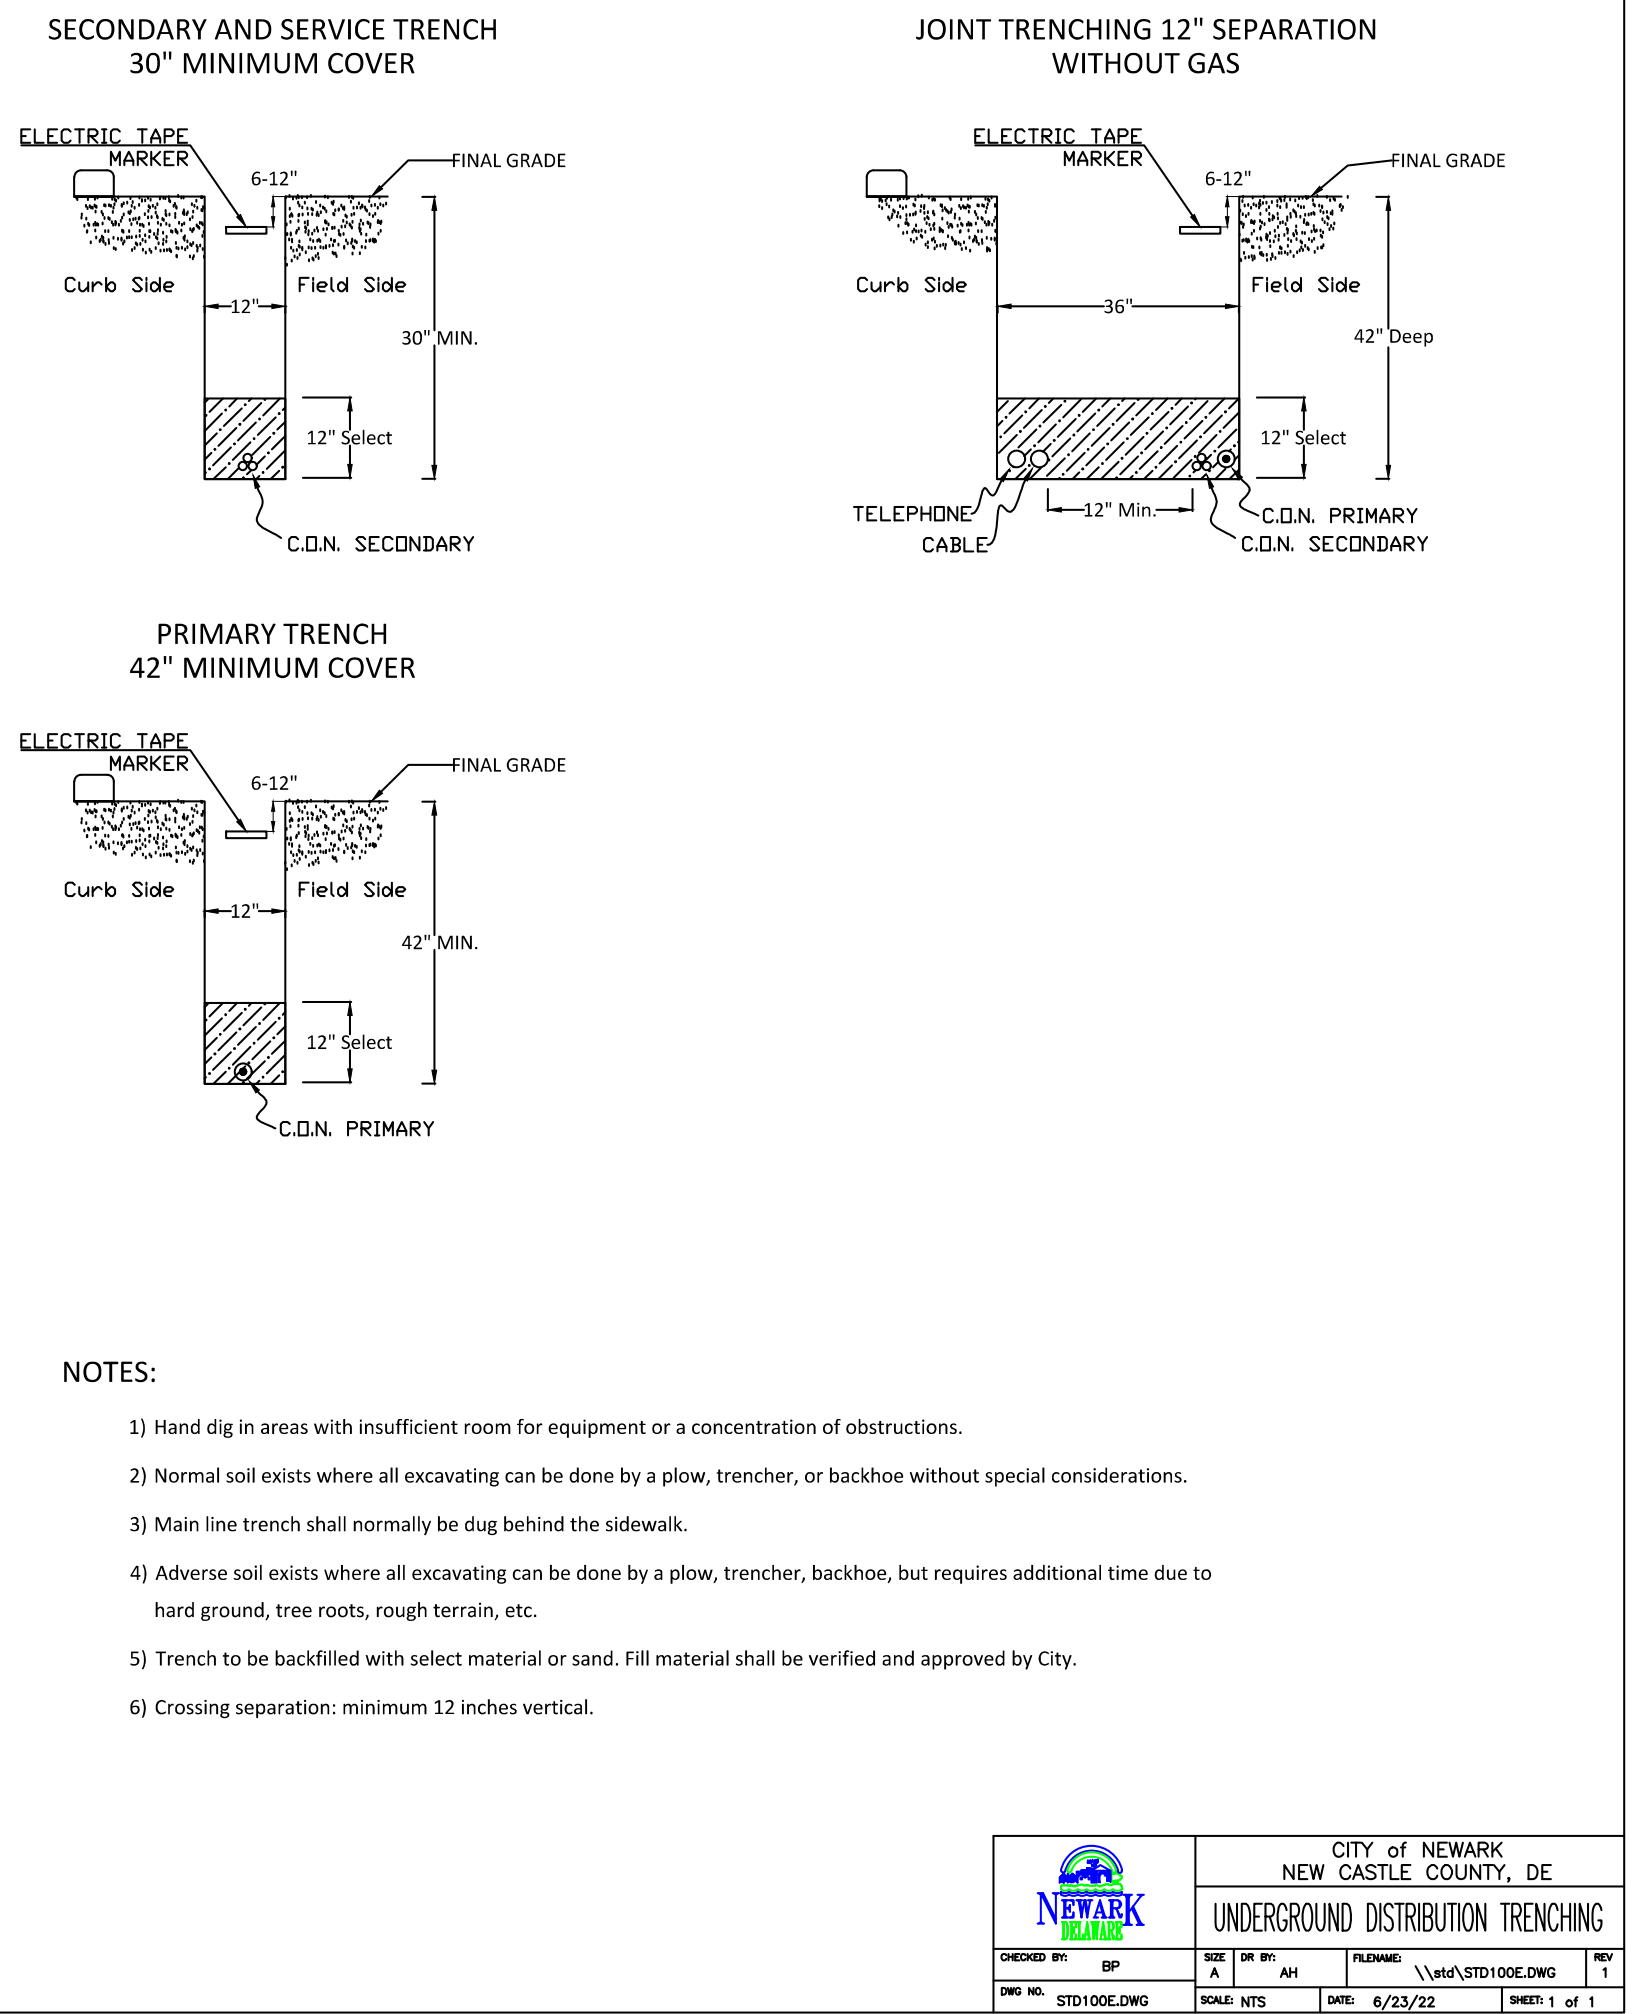 SECONDARY AND SERVICE TRENCH
30" MINIMUM COVER
ELECTRIC TAPE
MARKER
6-12"
FINAL GRADE
Curb Side
Field Side
12"
30" MIN.
12" Select
C.O.N. SECONDARY
JOINT TRENCHING 12" SEPARATION
WITHOUT GAS
ELECTRIC TAPE
MARKER
6-12"
FINAL GRADE
Curb Side
Field Side
36"
42" Deep
12" Select
TELEPHONE
12" Min.
C.O.N. PRIMARY
CABLE
C.O.N. SECONDARY
PRIMARY TRENCH
42" MINIMUM COVER
ELECTRIC TAPE
MARKER
6-12"
FINAL GRADE
Curb Side
Field Side
12"
42" MIN.
12" Select
C.O.N. PRIMARY
NOTES:
1) Hand dig in areas with insufficient room for equipment or a concentration of obstructions.
2) Normal soil exists where all excavating can be done by a plow, trencher, or backhoe without special considerations.
3) Main line trench shall normally be dug behind the sidewalk.
4) Adverse soil exists where all excavating can be done by a plow, trencher, backhoe, but requires additional time due to
hard ground, tree roots, rough terrain, etc.
5) Trench to be backfilled with select material or sand. Fill material shall be verified and approved by City.
6) Crossing separation: minimum 12 inches vertical.
NEWARK
DELAWARE
CITY of NEWARK
NEW CASTLE COUNTY, DE
UNDERGROUND DISTRIBUTION TRENCHING
CHECKED BY: BP
SIZE A
DR BY: AH
FILENAME: \\std\STD100E.DWG
REV 1
DWG NO. STD100E.DWG
SCALE: NTS
DATE: 6/23/22
SHEET: 1 of 1